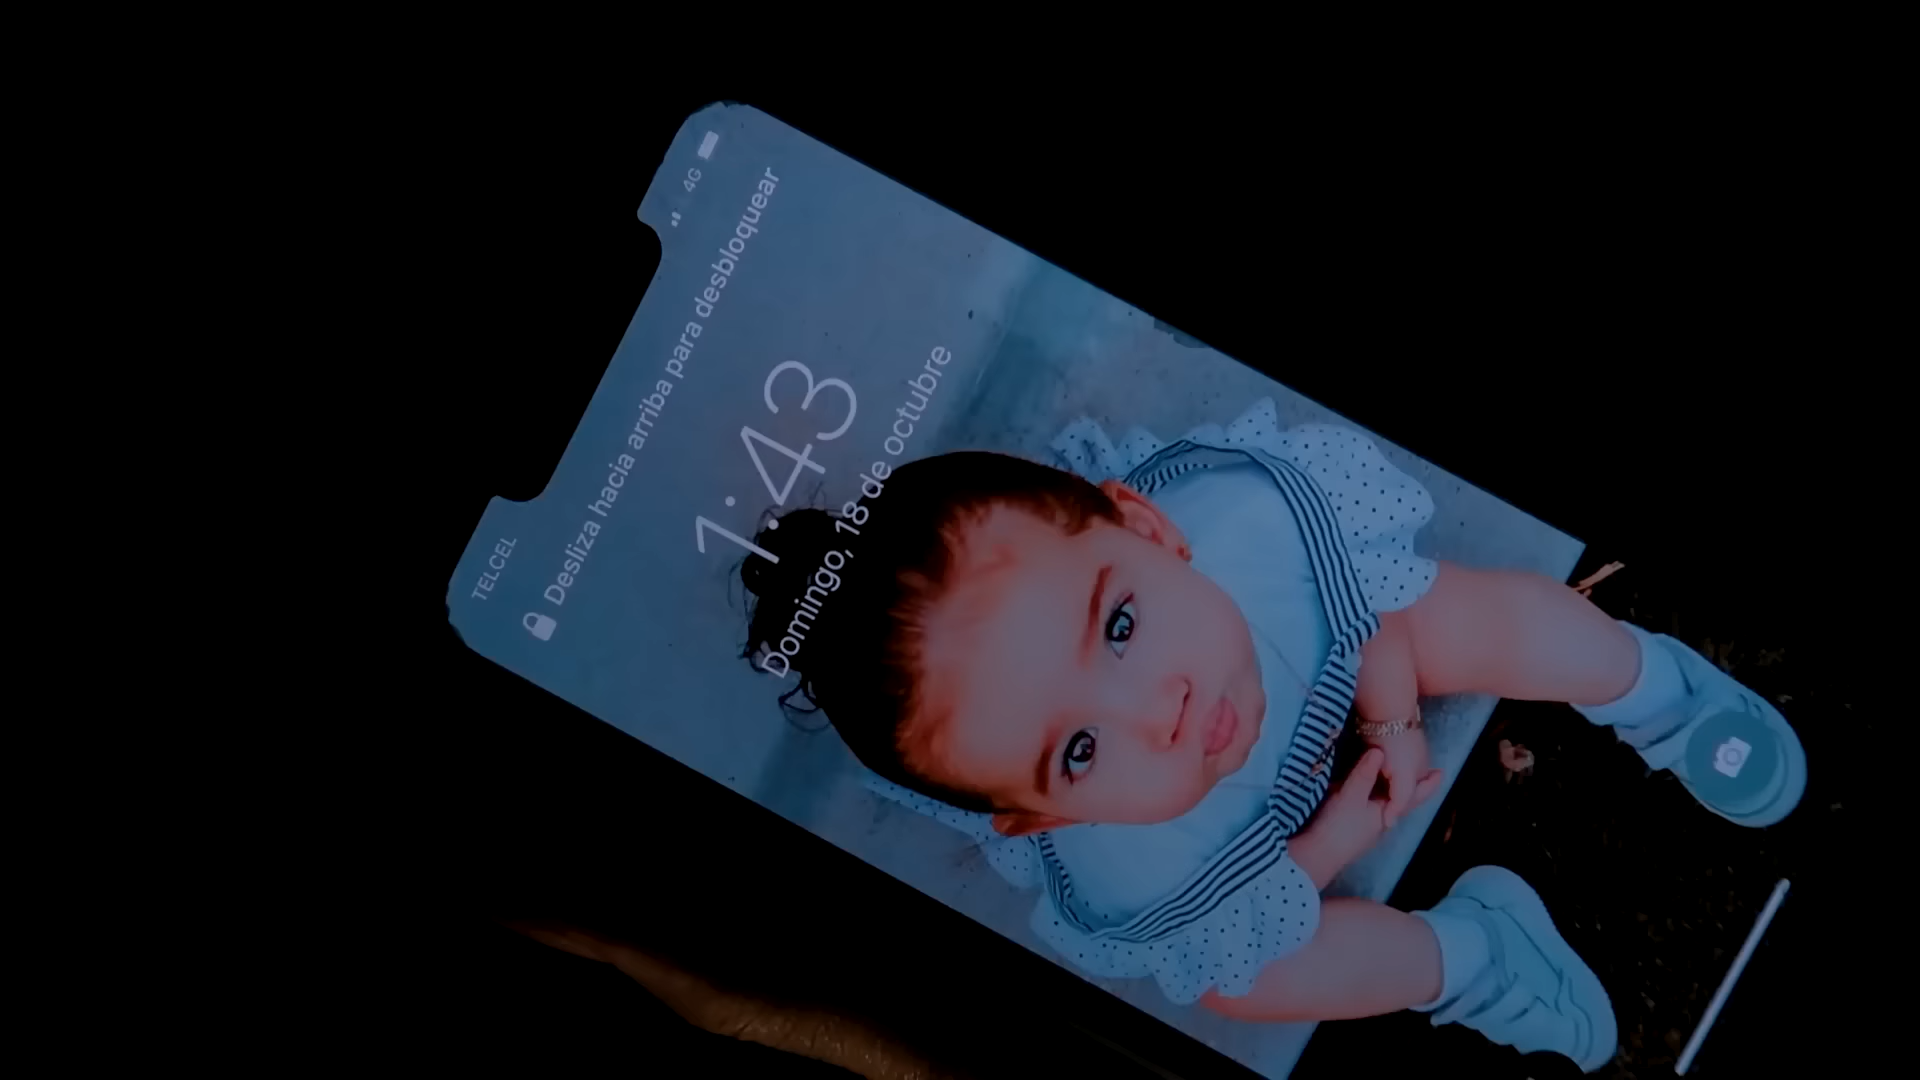 TELCEL 4G
Desliza hacia arriba para desbloquear
1:43
Domingo, 18 de octubre